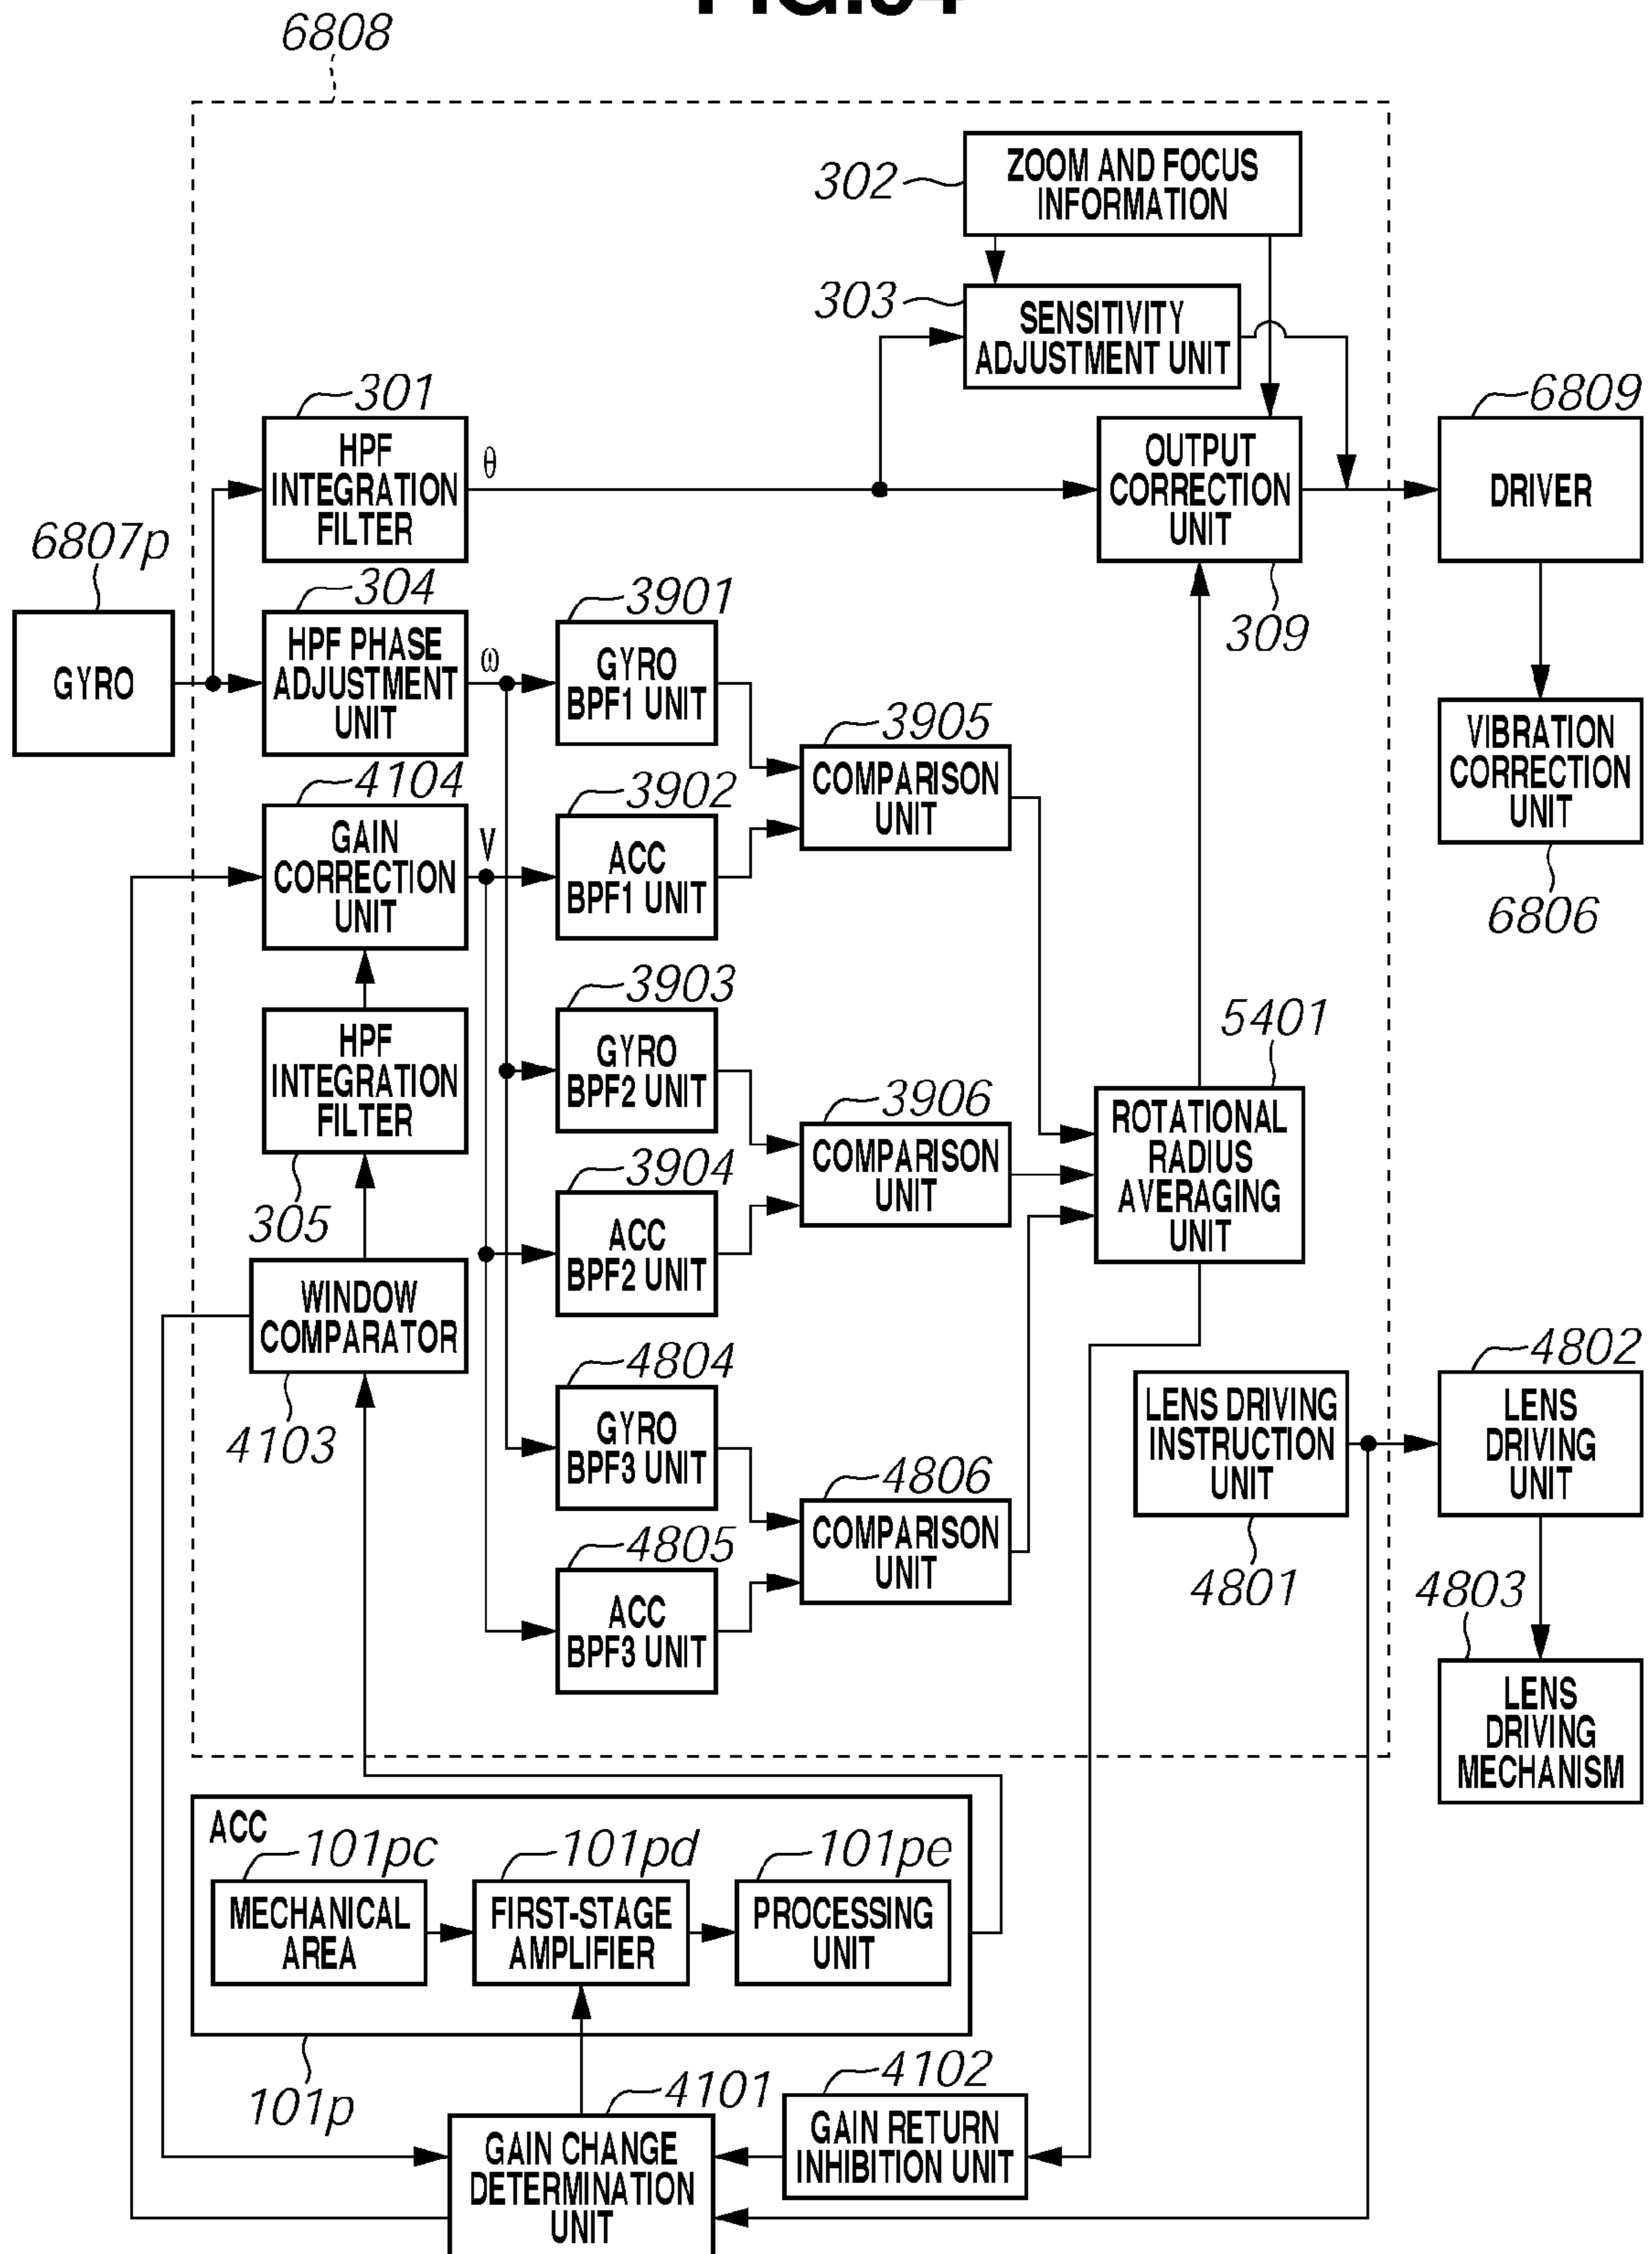 FIG.54
6808
302
ZOOM AND FOCUS
INFORMATION
303
SENSITIVITY
ADJUSTMENT UNIT
301
HPF
INTEGRATION
FILTER
θ
OUTPUT
CORRECTION
UNIT
309
6809
DRIVER
6807p
GYRO
304
HPF PHASE
ADJUSTMENT
UNIT
ω
3901
GYRO
BPF1 UNIT
3905
COMPARISON
UNIT
VIBRATION
CORRECTION
UNIT
6806
4104
GAIN
CORRECTION
UNIT
V
3902
ACC
BPF1 UNIT
HPF
INTEGRATION
FILTER
305
3903
GYRO
BPF2 UNIT
3906
COMPARISON
UNIT
5401
ROTATIONAL
RADIUS
AVERAGING
UNIT
3904
ACC
BPF2 UNIT
WINDOW
COMPARATOR
4103
4804
GYRO
BPF3 UNIT
4806
COMPARISON
UNIT
4805
ACC
BPF3 UNIT
LENS DRIVING
INSTRUCTION
UNIT
4801
4802
LENS
DRIVING
UNIT
4803
LENS
DRIVING
MECHANISM
ACC
101pc
MECHANICAL
AREA
101pd
FIRST-STAGE
AMPLIFIER
101pe
PROCESSING
UNIT
101p
4101
GAIN CHANGE
DETERMINATION
UNIT
4102
GAIN RETURN
INHIBITION UNIT